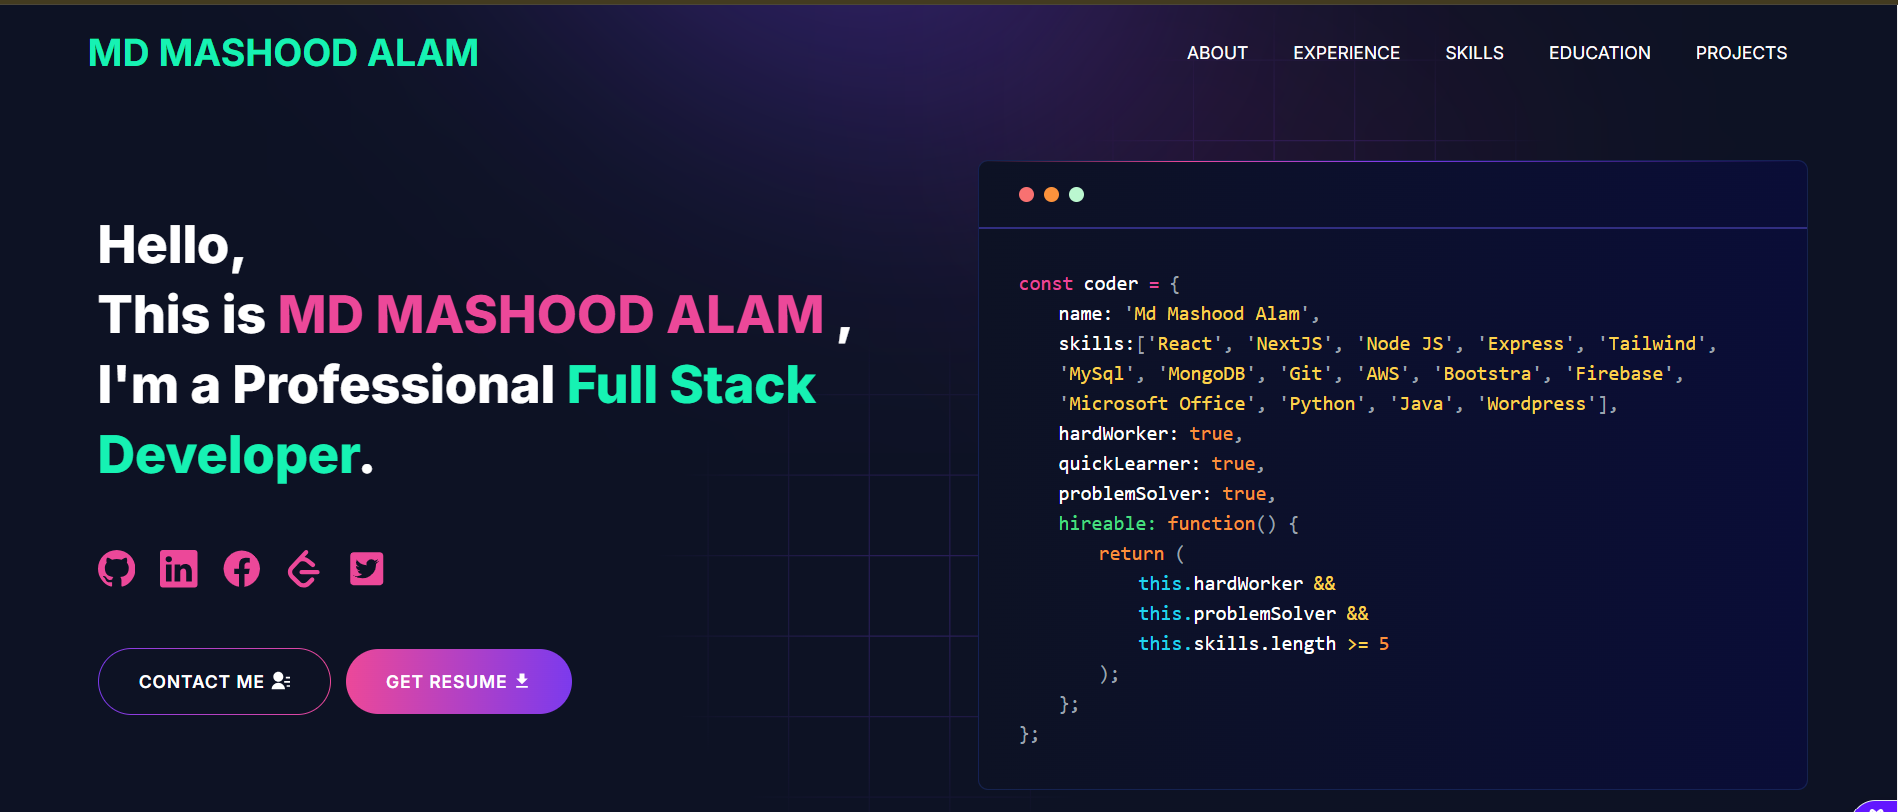 MD MASHOOD ALAM
ABOUT EXPERIENCE SKILLS EDUCATION PROJECTS
Hello,
This is MD MASHOOD ALAM ,
I'm a Professional Full Stack
Developer.
CONTACT ME GET RESUME
const coder = {
name: 'Md Mashood Alam',
skills:['React', 'NextJS', 'Node JS', 'Express', 'Tailwind',
'MySql', 'MongoDB', 'Git', 'AWS', 'Bootstra', 'Firebase',
'Microsoft Office', 'Python', 'Java', 'Wordpress'],
hardWorker: true,
quickLearner: true,
problemSolver: true,
hireable: function() {
return (
this.hardWorker &&
this.problemSolver &&
this.skills.length >= 5
);
};
};